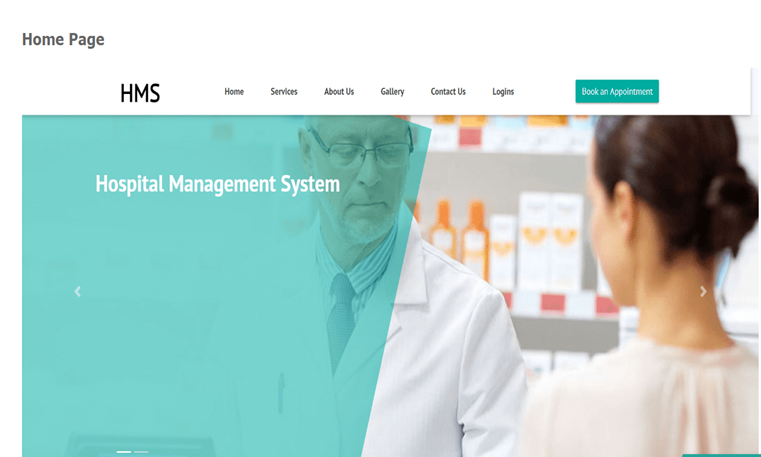 Home Page
HMS
Home Services About Us Gallery Contact Us Logins
Book an Appointment
Hospital Management System